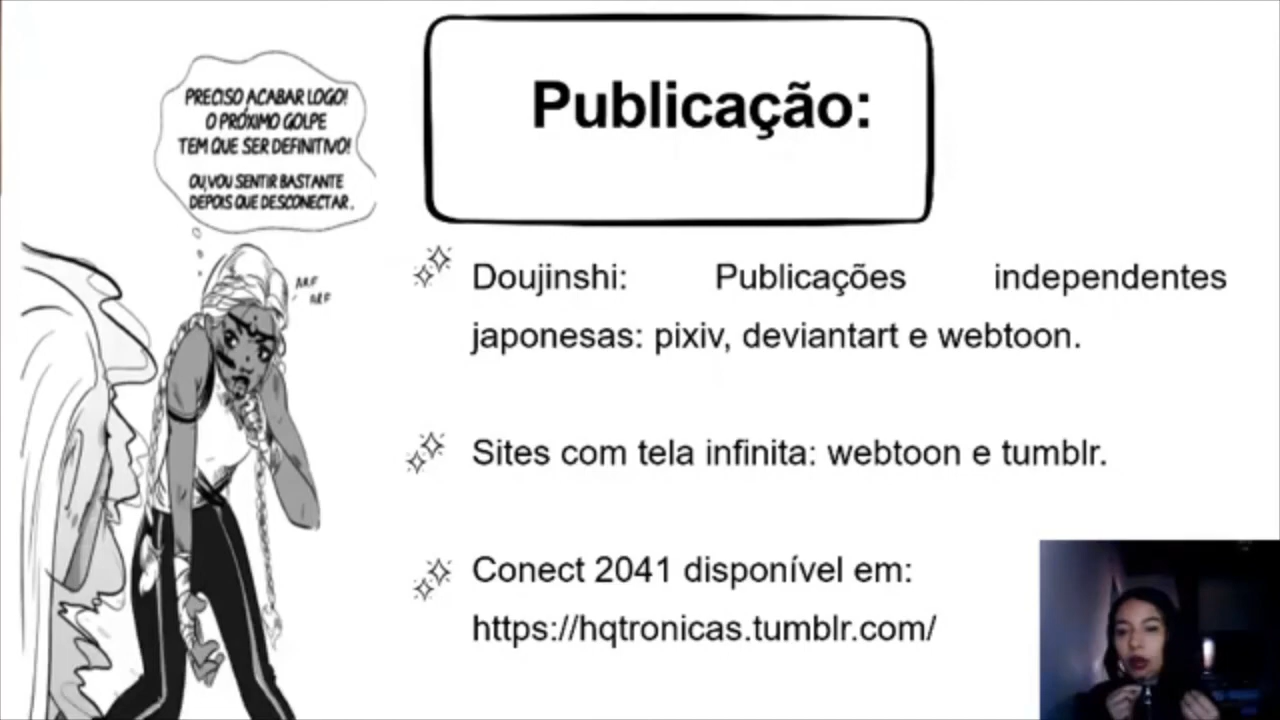 PRECISO ACABAR LOGO!
O PRÓXIMO GOLPE
TEM QUE SER DEFINITIVO!
OU, VOU SENTIR BASTANTE
DEPOIS QUE DESCONECTAR.
ARF
ARF
Publicação:
Doujinshi: Publicações independentes
japonesas: pixiv, deviantart e webtoon.
Sites com tela infinita: webtoon e tumblr.
Conect 2041 disponível em:
https://hqtronicas.tumblr.com/